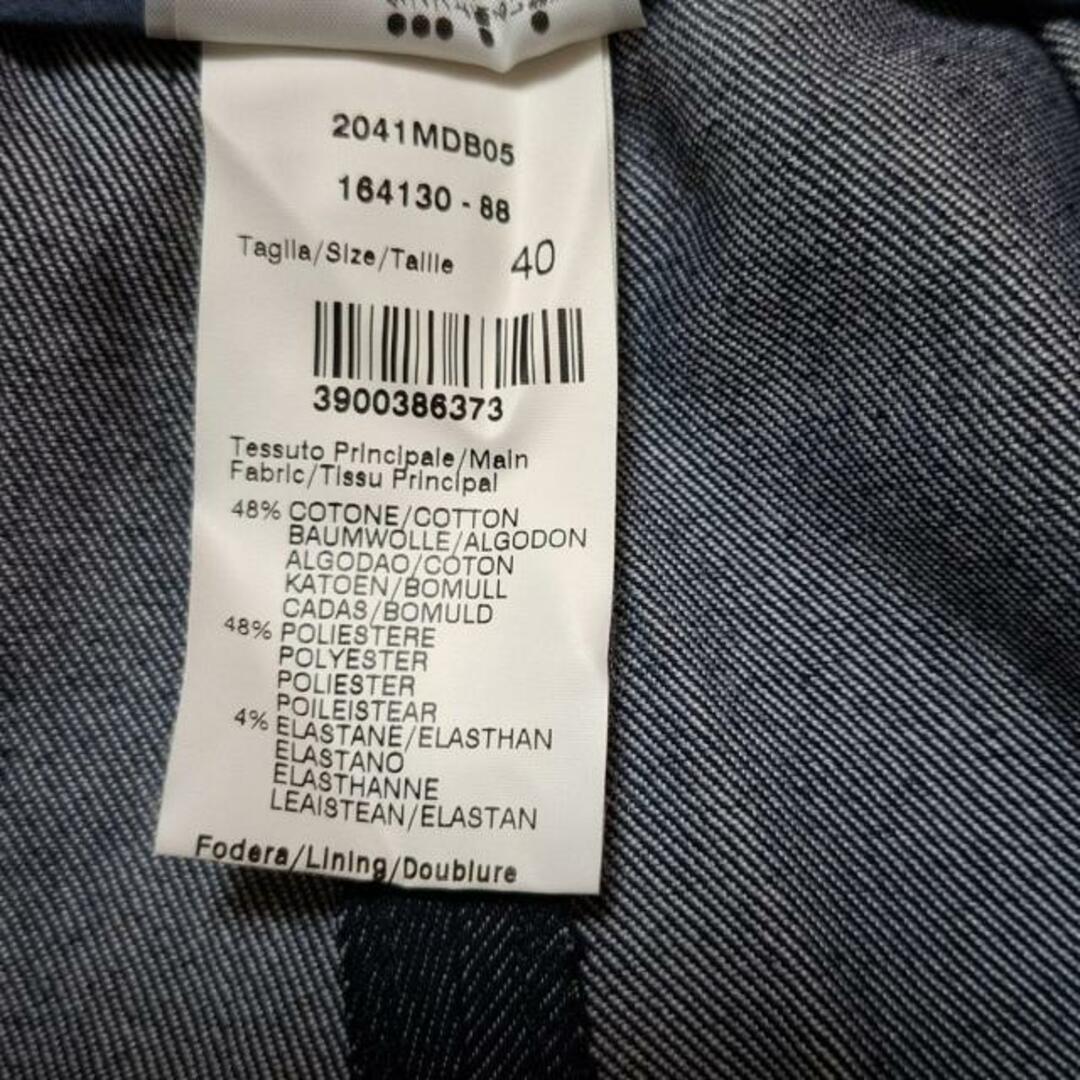 2041MDB05
164130 - 88
Taglia/Size/Taille 40
3900386373
Tessuto Principale/Main
Fabric/Tissu Principal
48% COTONE/COTTON
BAUMWOLLE/ALGODON
ALGODAO/COTON
KATOEN/BOMULL
CADAS/BOMULD
48% POLIESTERE
POLYESTER
POLIESTER
POILEISTEAR
4% ELASTANE/ELASTHAN
ELASTANO
ELASTHANNE
LEAISTEAN/ELASTAN
Fodera/Lining/Doublure